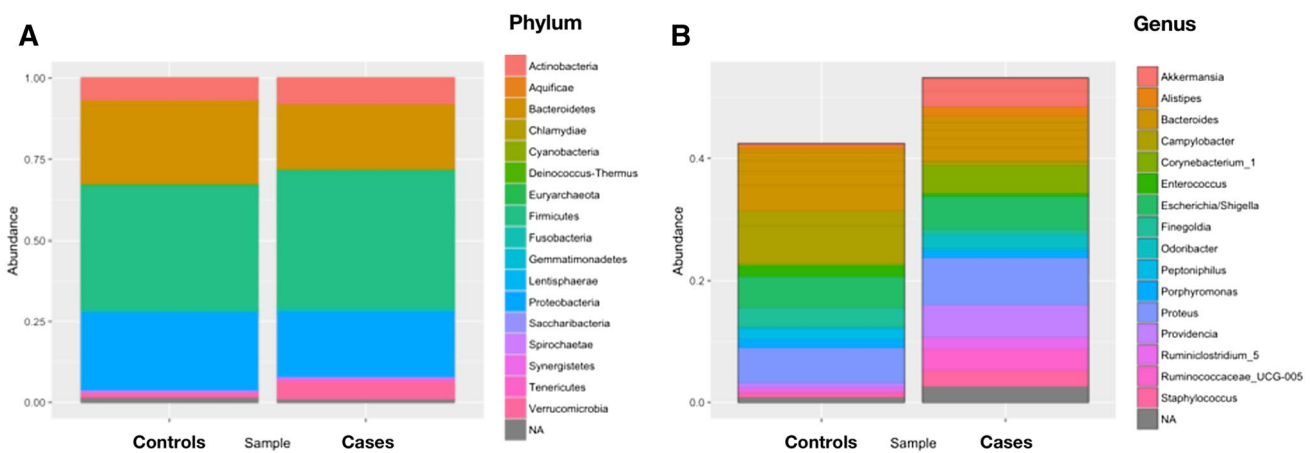 A
Phylum
Actinobacteria
Aquificae
Bacteroidetes
Chlamydiae
Cyanobacteria
Deinococcus-Thermus
Euryarchaeota
Firmicutes
Fusobacteria
Gemmatimonadetes
Lentisphaerae
Proteobacteria
Saccharibacteria
Spirochaetae
Synergistetes
Tenericutes
Verrucomicrobia
NA
Abundance
1.00
0.75
0.50
0.25
0.00
Controls Sample Cases
B
Genus
Akkermansia
Alistipes
Bacteroides
Campylobacter
Corynebacterium_1
Enterococcus
Escherichia/Shigella
Finegoldia
Odoribacter
Peptoniphilus
Porphyromonas
Proteus
Providencia
Ruminiclostridium_5
Ruminococcaceae_UCG-005
Staphylococcus
NA
Abundance
0.4
0.2
0.0
Controls Sample Cases